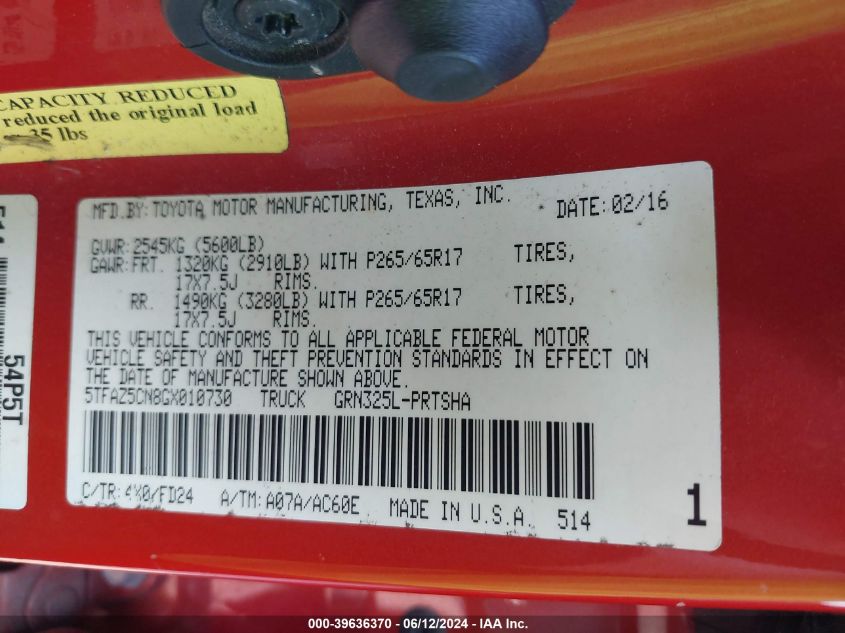 CAPACITY REDUCED
reduced the original load
35 lbs
MFD.BY: TOYOTA MOTOR MANUFACTURING, TEXAS, INC. DATE: 02/16
GVWR: 2545KG (5600LB)
GAWR: FRT. 1320KG (2910LB) WITH P265/65R17 TIRES,
17X7.5J RIMS.
RR. 1490KG (3280LB) WITH P265/65R17 TIRES,
17X7.5J RIMS.
THIS VEHICLE CONFORMS TO ALL APPLICABLE FEDERAL MOTOR
VEHICLE SAFETY AND THEFT PREVENTION STANDARDS IN EFFECT ON
THE DATE OF MANUFACTURE SHOWN ABOVE.
5TFAZ5CN8GX010730 TRUCK GRN325L-PRTSHA
C/TR: 4X0/FD24 A/TM: A07A/AC60E MADE IN U.S.A. 514 1
54P5T
000-39636370 - 06/12/2024 - IAA Inc.